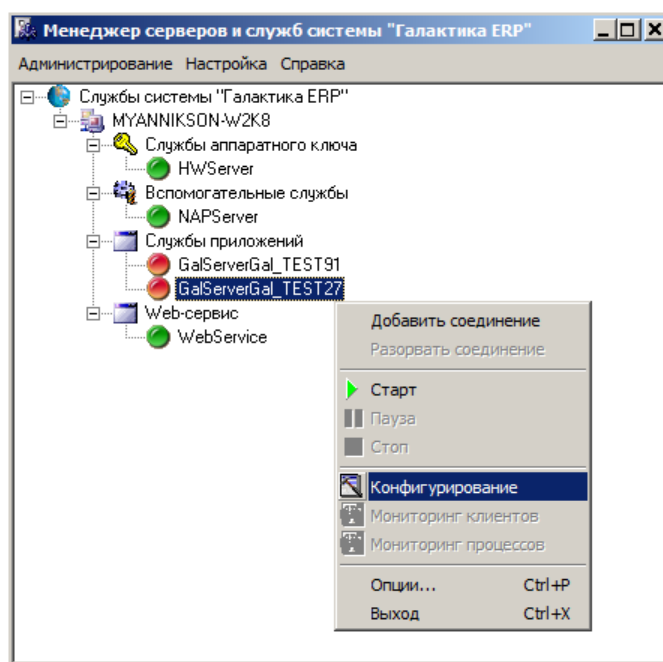 Менеджер серверов и служб системы "Галактика ERP"
Администрирование Настройка Справка
Службы системы "Галактика ERP"
MYANNIKSON-W2K8
Службы аппаратного ключа
HWServer
Вспомогательные службы
NAPServer
Службы приложений
GalServerGal_TEST91
GalServerGal_TEST27
Web-сервис
WebService
Добавить соединение
Разорвать соединение
Старт
Пауза
Стоп
Конфигурирование
Мониторинг клиентов
Мониторинг процессов
Опции... Ctrl+P
Выход Ctrl+X